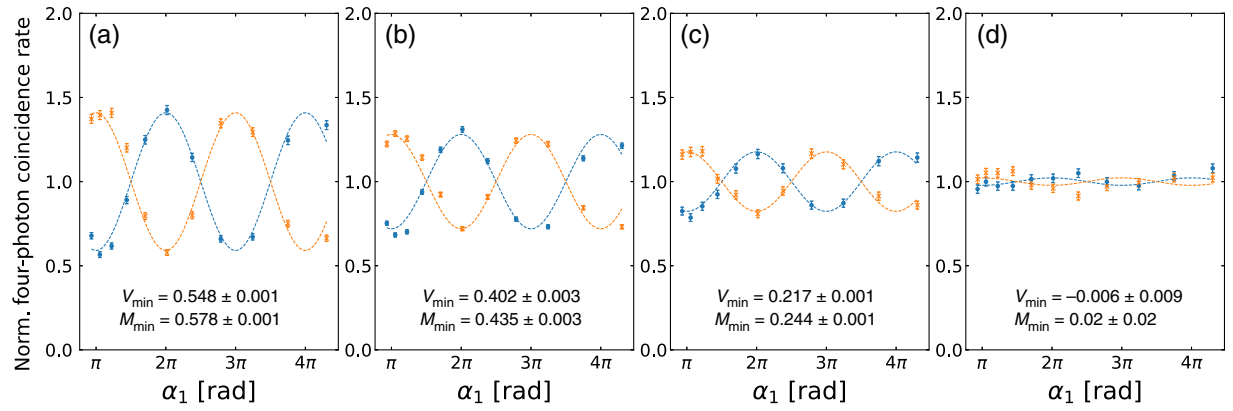 (a) (b) (c) (d)
Norm. four-photon coincidence rate
2.0 2.0 2.0 2.0
1.5 1.5 1.5 1.5
1.0 1.0 1.0 1.0
0.5 0.5 0.5 0.5
0.0 0.0 0.0 0.0
V_min = 0.548 ± 0.001
M_min = 0.578 ± 0.001
V_min = 0.402 ± 0.003
M_min = 0.435 ± 0.003
V_min = 0.217 ± 0.001
M_min = 0.244 ± 0.001
V_min = –0.006 ± 0.009
M_min = 0.02 ± 0.02
π 2π 3π 4π π 2π 3π 4π π 2π 3π 4π π 2π 3π 4π
α₁ [rad] α₁ [rad] α₁ [rad] α₁ [rad]